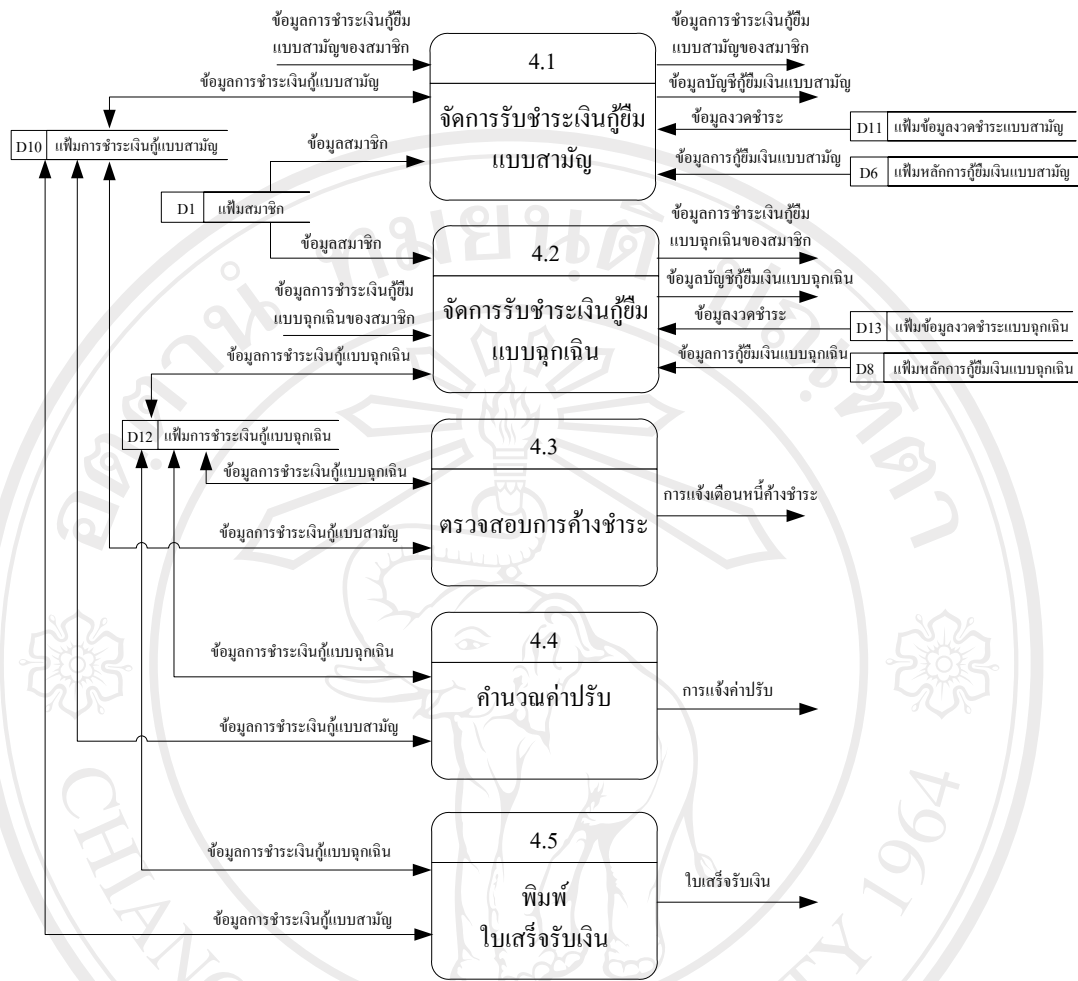 ข้อมูลการชำระเงินกู้ยืม
แบบสามัญของสมาชิก
ข้อมูลการชำระเงินกู้แบบสามัญ
4.1
จัดการรับชำระเงินกู้ยืม
แบบสามัญ
ข้อมูลการชำระเงินกู้ยืม
แบบสามัญของสมาชิก
ข้อมูลบัญชีกู้ยืมเงินแบบสามัญ
ข้อมูลงวดชำระ
D11 แฟ้มข้อมูลงวดชำระแบบสามัญ
ข้อมูลการกู้ยืมเงินแบบสามัญ
D6 แฟ้มหลักการกู้ยืมเงินแบบสามัญ
D10 แฟ้มการชำระเงินกู้แบบสามัญ
ข้อมูลสมาชิก
D1 แฟ้มสมาชิก
ข้อมูลสมาชิก
4.2
จัดการรับชำระเงินกู้ยืม
แบบฉุกเฉิน
ข้อมูลการชำระเงินกู้ยืม
แบบฉุกเฉินของสมาชิก
ข้อมูลการชำระเงินกู้แบบฉุกเฉิน
ข้อมูลการชำระเงินกู้ยืม
แบบฉุกเฉินของสมาชิก
ข้อมูลบัญชีกู้ยืมเงินแบบฉุกเฉิน
ข้อมูลงวดชำระ
D13 แฟ้มข้อมูลงวดชำระแบบฉุกเฉิน
ข้อมูลการกู้ยืมเงินแบบฉุกเฉิน
D8 แฟ้มหลักการกู้ยืมเงินแบบฉุกเฉิน
D12 แฟ้มการชำระเงินกู้แบบฉุกเฉิน
ข้อมูลการชำระเงินกู้แบบฉุกเฉิน
ข้อมูลการชำระเงินกู้แบบสามัญ
4.3
ตรวจสอบการค้างชำระ
การแจ้งเตือนหนี้ค้างชำระ
ข้อมูลการชำระเงินกู้แบบฉุกเฉิน
ข้อมูลการชำระเงินกู้แบบสามัญ
4.4
คำนวณค่าปรับ
การแจ้งค่าปรับ
ข้อมูลการชำระเงินกู้แบบฉุกเฉิน
ข้อมูลการชำระเงินกู้แบบสามัญ
4.5
พิมพ์
ใบเสร็จรับเงิน
ใบเสร็จรับเงิน
1964